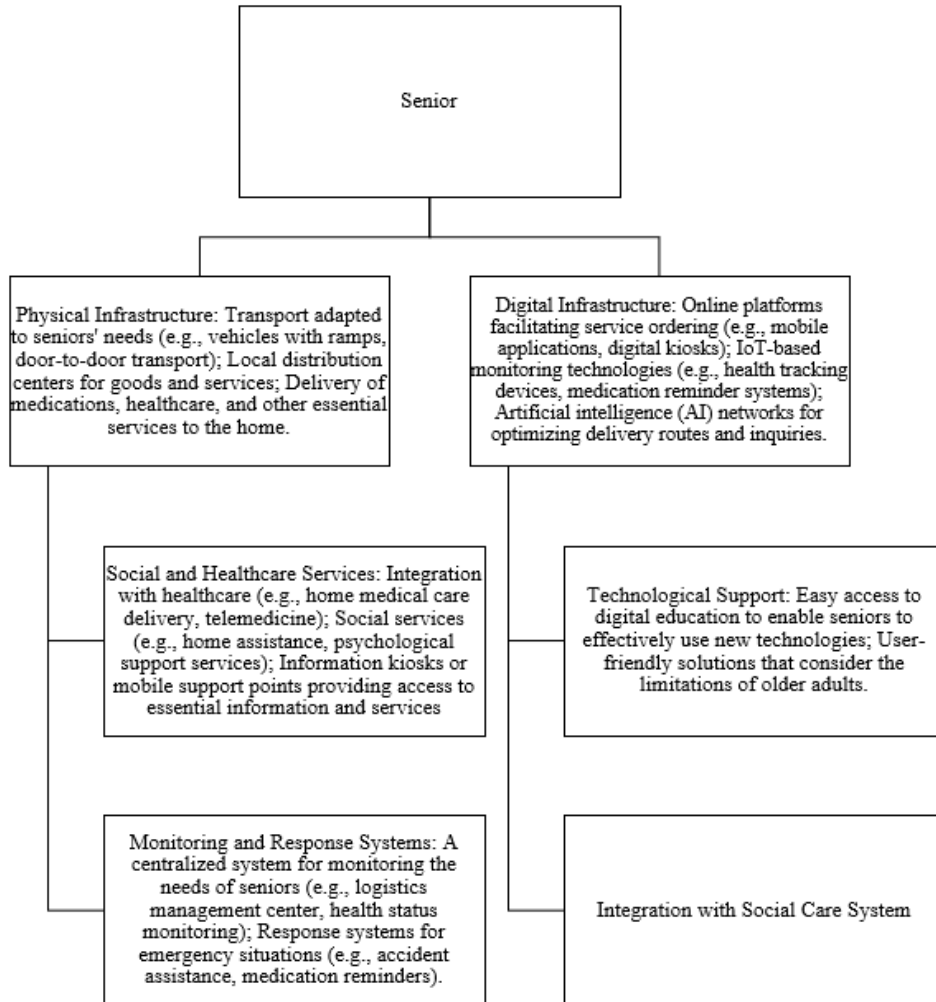 Senior
Physical Infrastructure: Transport adapted
to seniors' needs (e.g., vehicles with ramps,
door-to-door transport); Local distribution
centers for goods and services; Delivery of
medications, healthcare, and other essential
services to the home.
Digital Infrastructure: Online platforms
facilitating service ordering (e.g., mobile
applications, digital kiosks); IoT-based
monitoring technologies (e.g., health tracking
devices, medication reminder systems);
Artificial intelligence (AI) networks for
optimizing delivery routes and inquiries.
Social and Healthcare Services: Integration
with healthcare (e.g., home medical care
delivery, telemedicine); Social services
(e.g., home assistance, psychological
support services); Information kiosks or
mobile support points providing access to
essential information and services
Technological Support: Easy access to
digital education to enable seniors to
effectively use new technologies; User-
friendly solutions that consider the
limitations of older adults.
Monitoring and Response Systems: A
centralized system for monitoring the
needs of seniors (e.g., logistics
management center, health status
monitoring); Response systems for
emergency situations (e.g., accident
assistance, medication reminders).
Integration with Social Care System